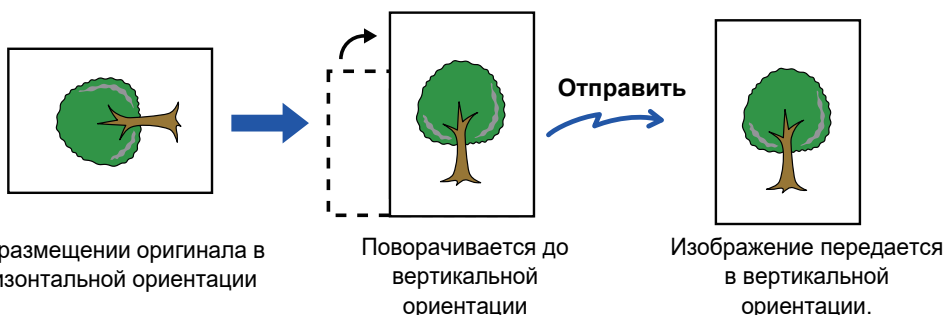 Отправить
размещении оригинала в
изонтальной ориентации
Поворачивается до
вертикальной
ориентации
Изображение передается
в вертикальной
ориентации.